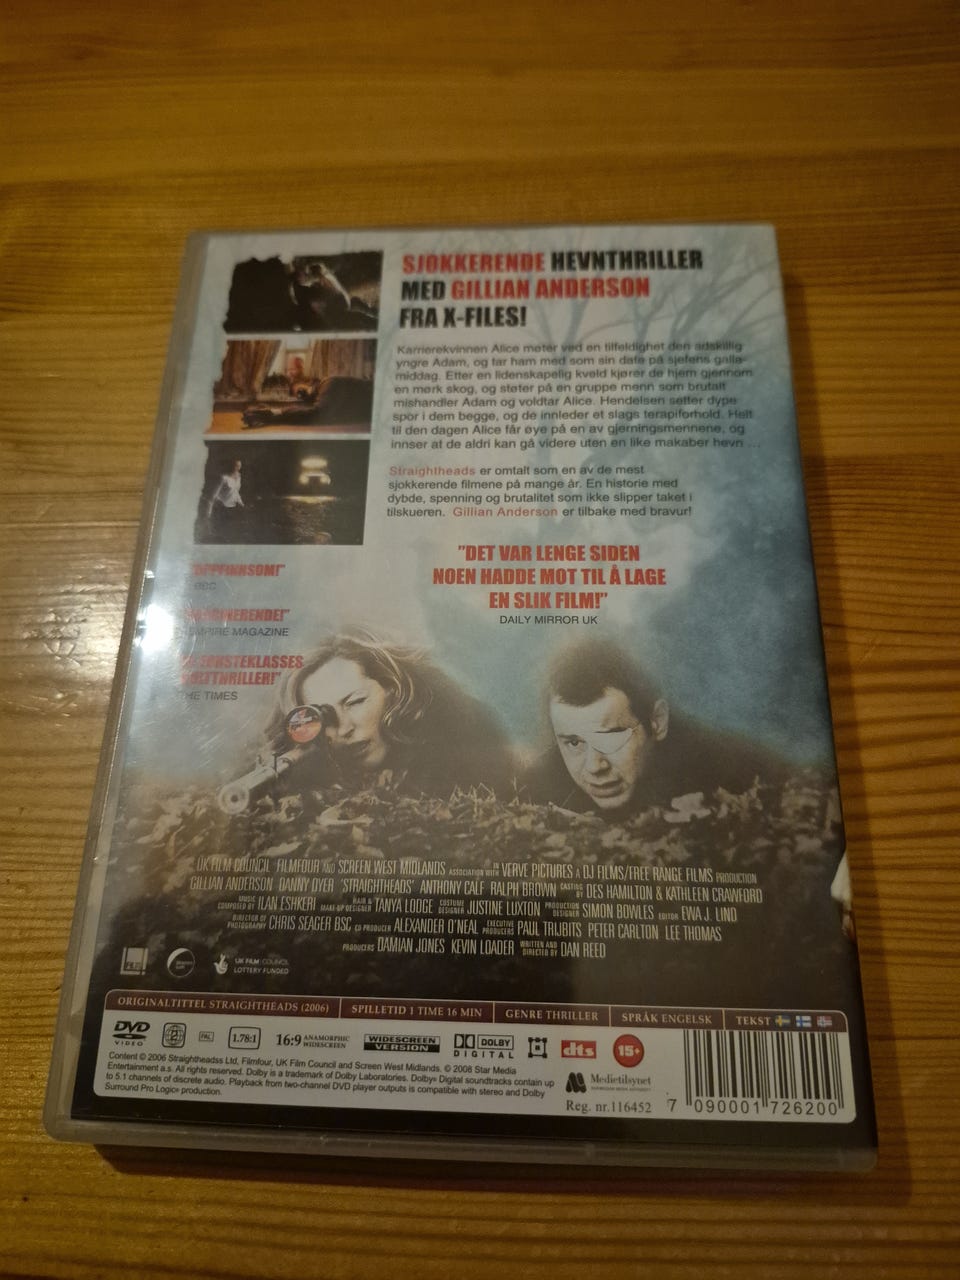 SJOKKERENDE HEVNTHRILLER
MED GILLIAN ANDERSON
FRA X-FILES!
Karrierekvinnen Alice møter ved en tilfeldighet den adskillig
yngre Adam, og tar ham med som sin date på sjefens galla-
middag. Etter en lidenskapelig kveld kjører de hjem gjennom
en mørk skog, og støter på en gruppe menn som brutalt
mishandler Adam og voldtar Alice. Hendelsen setter dype
spor i dem begge, og de innleder et slags terapiforhold. Helt
til den dagen Alice får øye på en av gjerningsmennene, og
innser at de aldri kan gå videre uten en like makaber hevn ...
Straightheads er omtalt som en av de mest
sjokkerende filmene på mange år. En historie med
dybde, spenning og brutalitet som ikke slipper taket i
tilskueren. Gillian Anderson er tilbake med bravur!
"OPPFINNSOM!"
BBC
EMPIRE MAGAZINE
THE TIMES
"DET VAR LENGE SIDEN
NOEN HADDE MOT TIL Å LAGE
EN SLIK FILM!"
DAILY MIRROR UK
UK FILM COUNCIL FILMFOUR AND SCREEN WEST MIDLANDS IN ASSOCIATION WITH VERVE PICTURES A DJ FILMS/FREE RANGE FILMS PRODUCTION
GILLIAN ANDERSON DANNY DYER 'STRAIGHTHEADS' ANTHONY CALF RALPH BROWN CASTING BY DES HAMILTON & KATHLEEN CRAWFORD
MUSIC COMPOSED BY ILAN ESHKERI HAIR & MAKE-UP DESIGNER TANYA LODGE COSTUME DESIGNER JUSTINE LUXTON PRODUCTION DESIGNER SIMON BOWLES EDITOR EWA J. LIND
DIRECTOR OF PHOTOGRAPHY CHRIS SEAGER BSC CO PRODUCER ALEXANDER O'NEAL EXECUTIVE PRODUCERS PAUL TRIJBITS PETER CARLTON LEE THOMAS
PRODUCERS DAMIAN JONES KEVIN LOADER WRITTEN AND DIRECTED BY DAN REED
UK FILM COUNCIL
LOTTERY FUNDED
ORIGINALTITTEL STRAIGHTHEADS (2006) SPILLETID 1 TIME 16 MIN GENRE THRILLER SPRÅK ENGELSK TEKST
DVD VIDEO 2 PAL 1.78:1 16:9 ANAMORPHIC WIDESCREEN WIDESCREEN VERSION DOLBY DIGITAL dts 15+
Content © 2006 Straightheadss Ltd, Filmfour, UK Film Council and Screen West Midlands. © 2008 Star Media
Entertainment a.s. All rights reserved. Dolby is a trademark of Dolby Laboratories. Dolby® Digital soundtracks contain up
to 5.1 channels of discrete audio. Playback from two-channel DVD player outputs is compatible with stereo and Dolby
Surround Pro Logic® production.
Medietilsynet
Reg. nr.116452
7 090001 726200